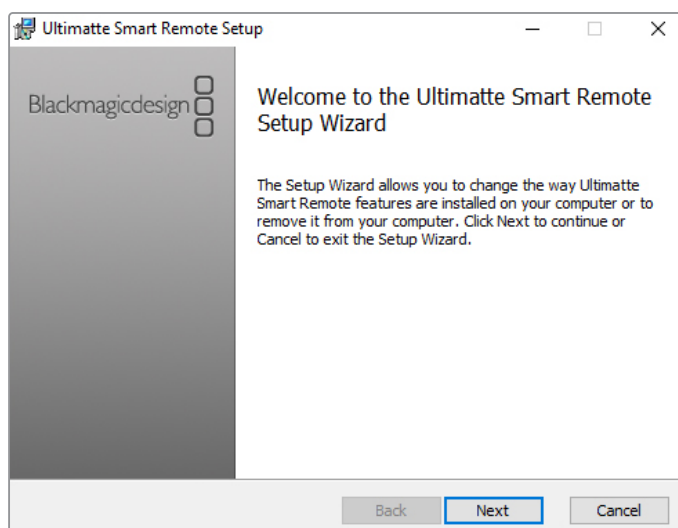 Ultimatte Smart Remote Setup
Blackmagicdesign
Welcome to the Ultimatte Smart Remote
Setup Wizard
The Setup Wizard allows you to change the way Ultimatte
Smart Remote features are installed on your computer or to
remove it from your computer. Click Next to continue or
Cancel to exit the Setup Wizard.
Back Next Cancel